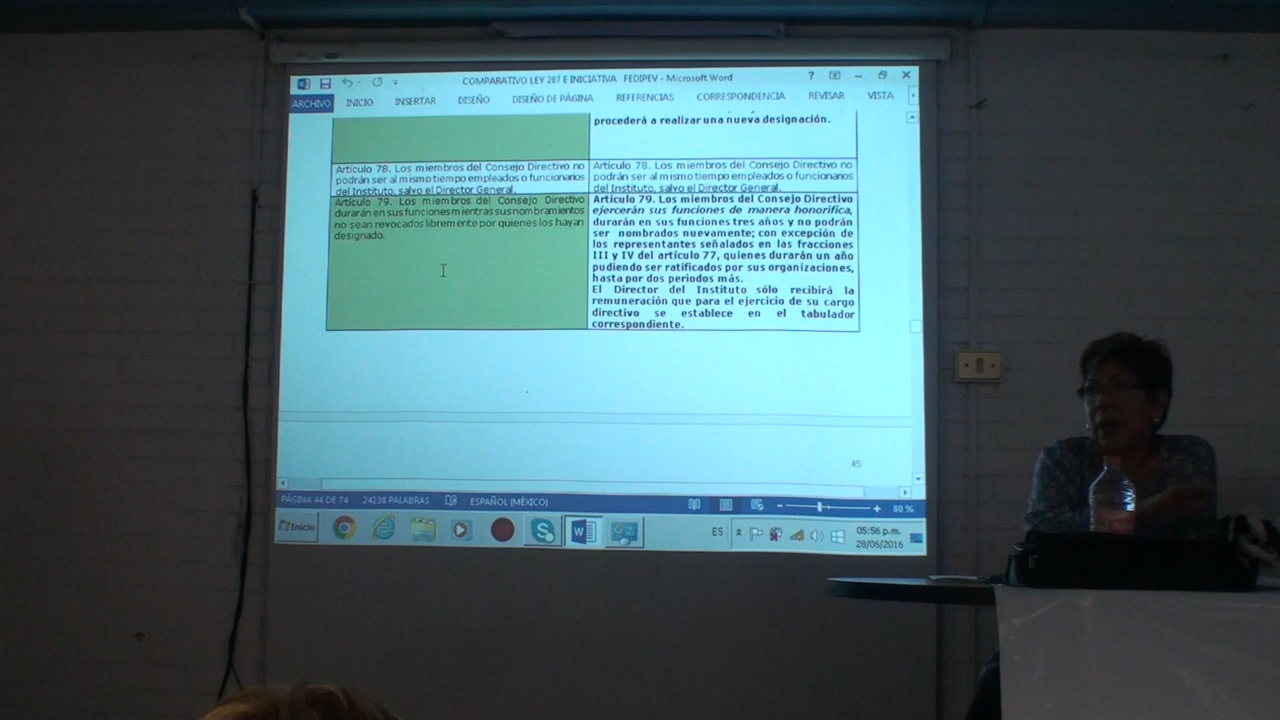 COMPARATIVO LEY 287 E INICIATIVA FEDIPEV - Microsoft Word
ARCHIVO INICIO INSERTAR DISEÑO DISEÑO DE PÁGINA REFERENCIAS CORRESPONDENCIA REVISAR VISTA
procederá a realizar una nueva designación.
Artículo 78. Los miembros del Consejo Directivo no
podrán ser al mismo tiempo empleados o funcionarios
del Instituto, salvo el Director General.
Artículo 78. Los miembros del Consejo Directivo no
podrán ser al mismo tiempo empleados o funcionarios
del Instituto, salvo el Director General.
Artículo 79. Los miembros del Consejo Directivo
durarán en sus funciones mientras sus nombramientos
no sean revocados libremente por quienes los hayan
designado.
Artículo 79. Los miembros del Consejo Directivo
ejercerán sus funciones de manera honorífica,
durarán en sus funciones tres años y no podrán
ser nombrados nuevamente; con excepción de
los representantes señalados en las fracciones
III y IV del artículo 77, quienes durarán un año
pudiendo ser ratificados por sus organizaciones,
hasta por dos periodos más.
El Director del Instituto sólo recibirá la
remuneración que para el ejercicio de su cargo
directivo se establece en el tabulador
correspondiente.
45
PÁGINA 44 DE 74 24238 PALABRAS ESPAÑOL (MÉXICO) 80 %
Inicio ES 05:56 p.m.
28/06/2016